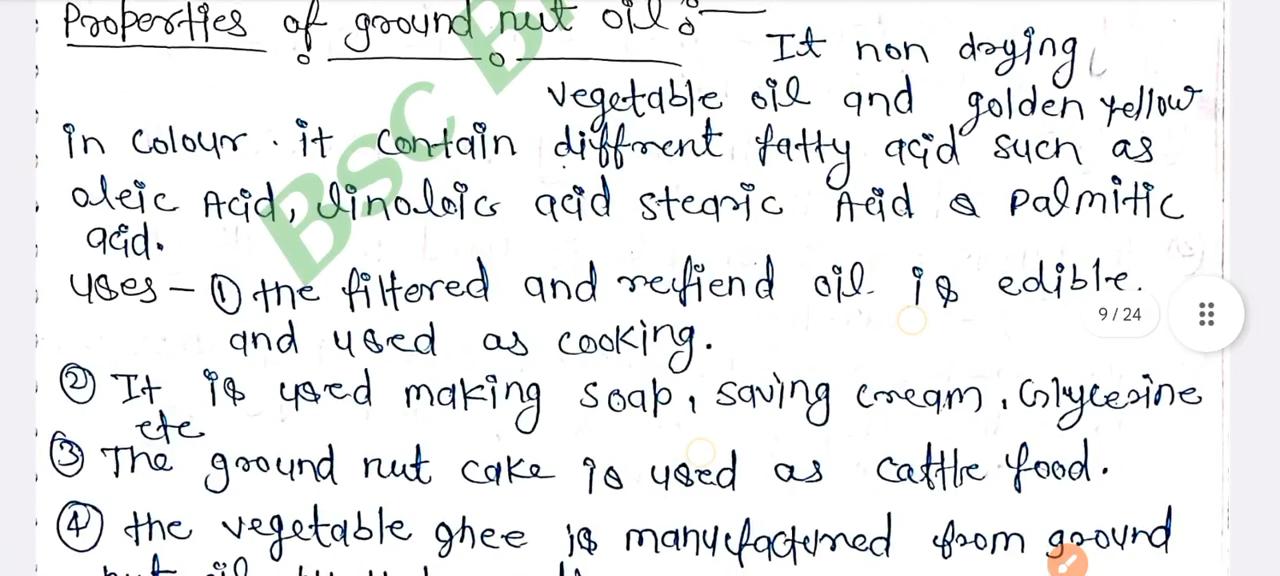 Properties of ground nut oil :— It non drying
vegetable oil and golden yellow
in colour. it contain diffrent fatty acid such as
oleic Acid, linoleic acid stearic Acid & Palmitic
acid.
uses – ① the filtered and refiend oil is edible.
9 / 24
and used as cooking.
② It is used making soap, saving cream, Glycerine
etc
③ The ground nut cake is used as cattle food.
④ the vegetable ghee is manufactured from ground
nut oil
BSC B